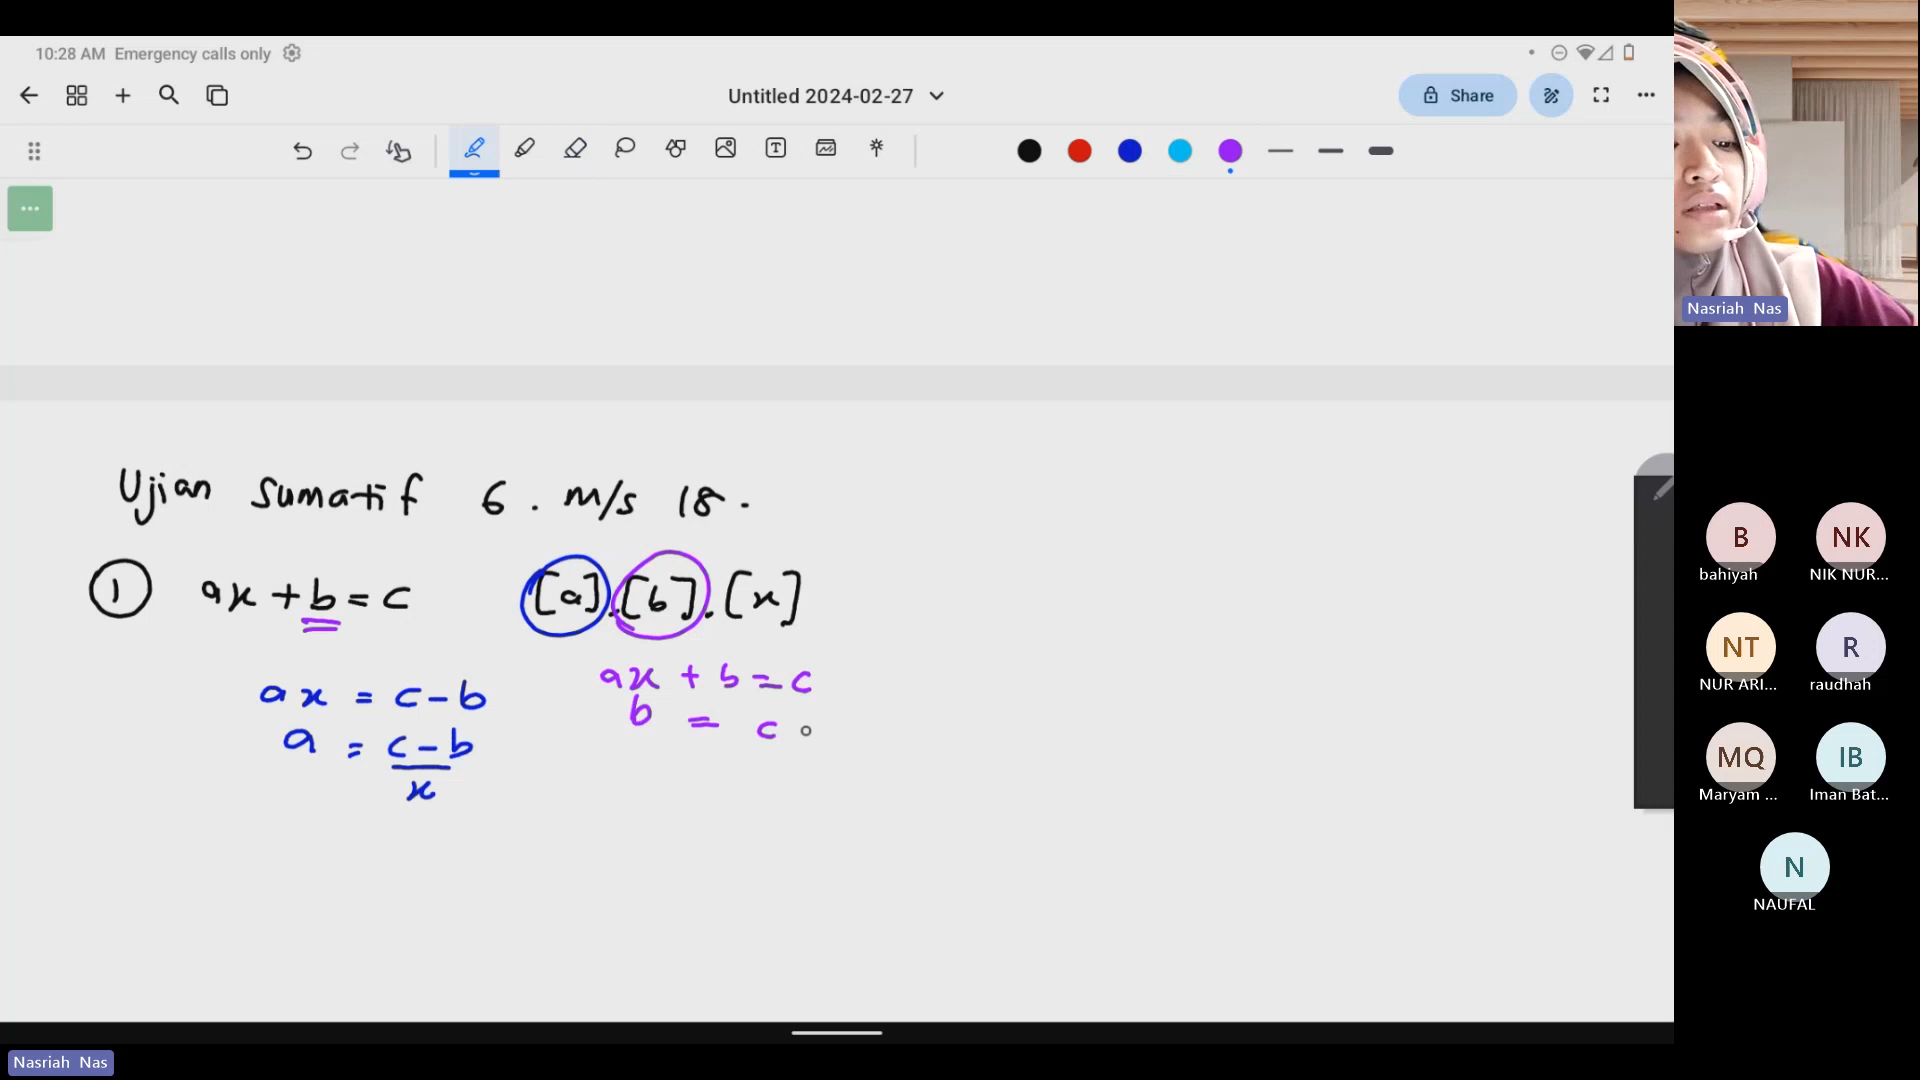 10:28 AM Emergency calls only
Untitled 2024-02-27
Share
Nasriah Nas
Ujian Sumatif 6. m/s 18.
① ax + b = c [a].[b].[x]
ax = c - b
a = c - b
x
ax + b = c
b = c
B
bahiyah
NK
NIK NUR...
NT
NUR ARI...
R
raudhah
MQ
Maryam ...
IB
Iman Bat...
N
NAUFAL
Nasriah Nas